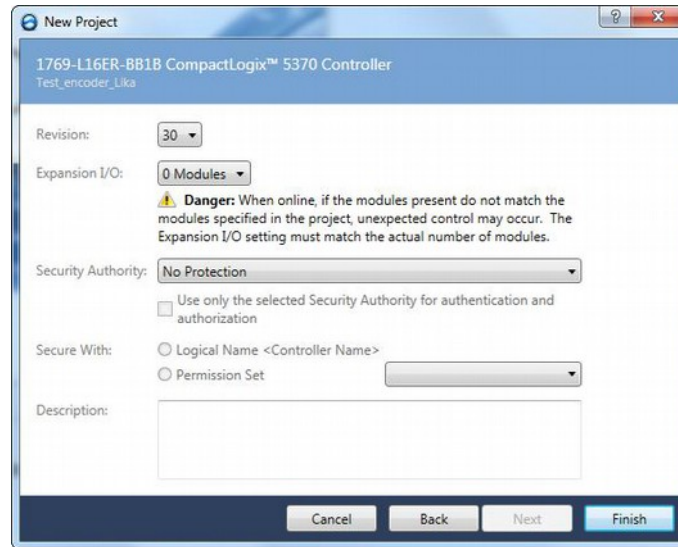 New Project
1769-L16ER-BB1B CompactLogix™ 5370 Controller
Test_encoder_Lika
Revision:
30
Expansion I/O:
0 Modules
Danger: When online, if the modules present do not match the
modules specified in the project, unexpected control may occur. The
Expansion I/O setting must match the actual number of modules.
Security Authority:
No Protection
Use only the selected Security Authority for authentication and
authorization
Secure With:
Logical Name <Controller Name>
Permission Set
Description:
Cancel
Back
Next
Finish